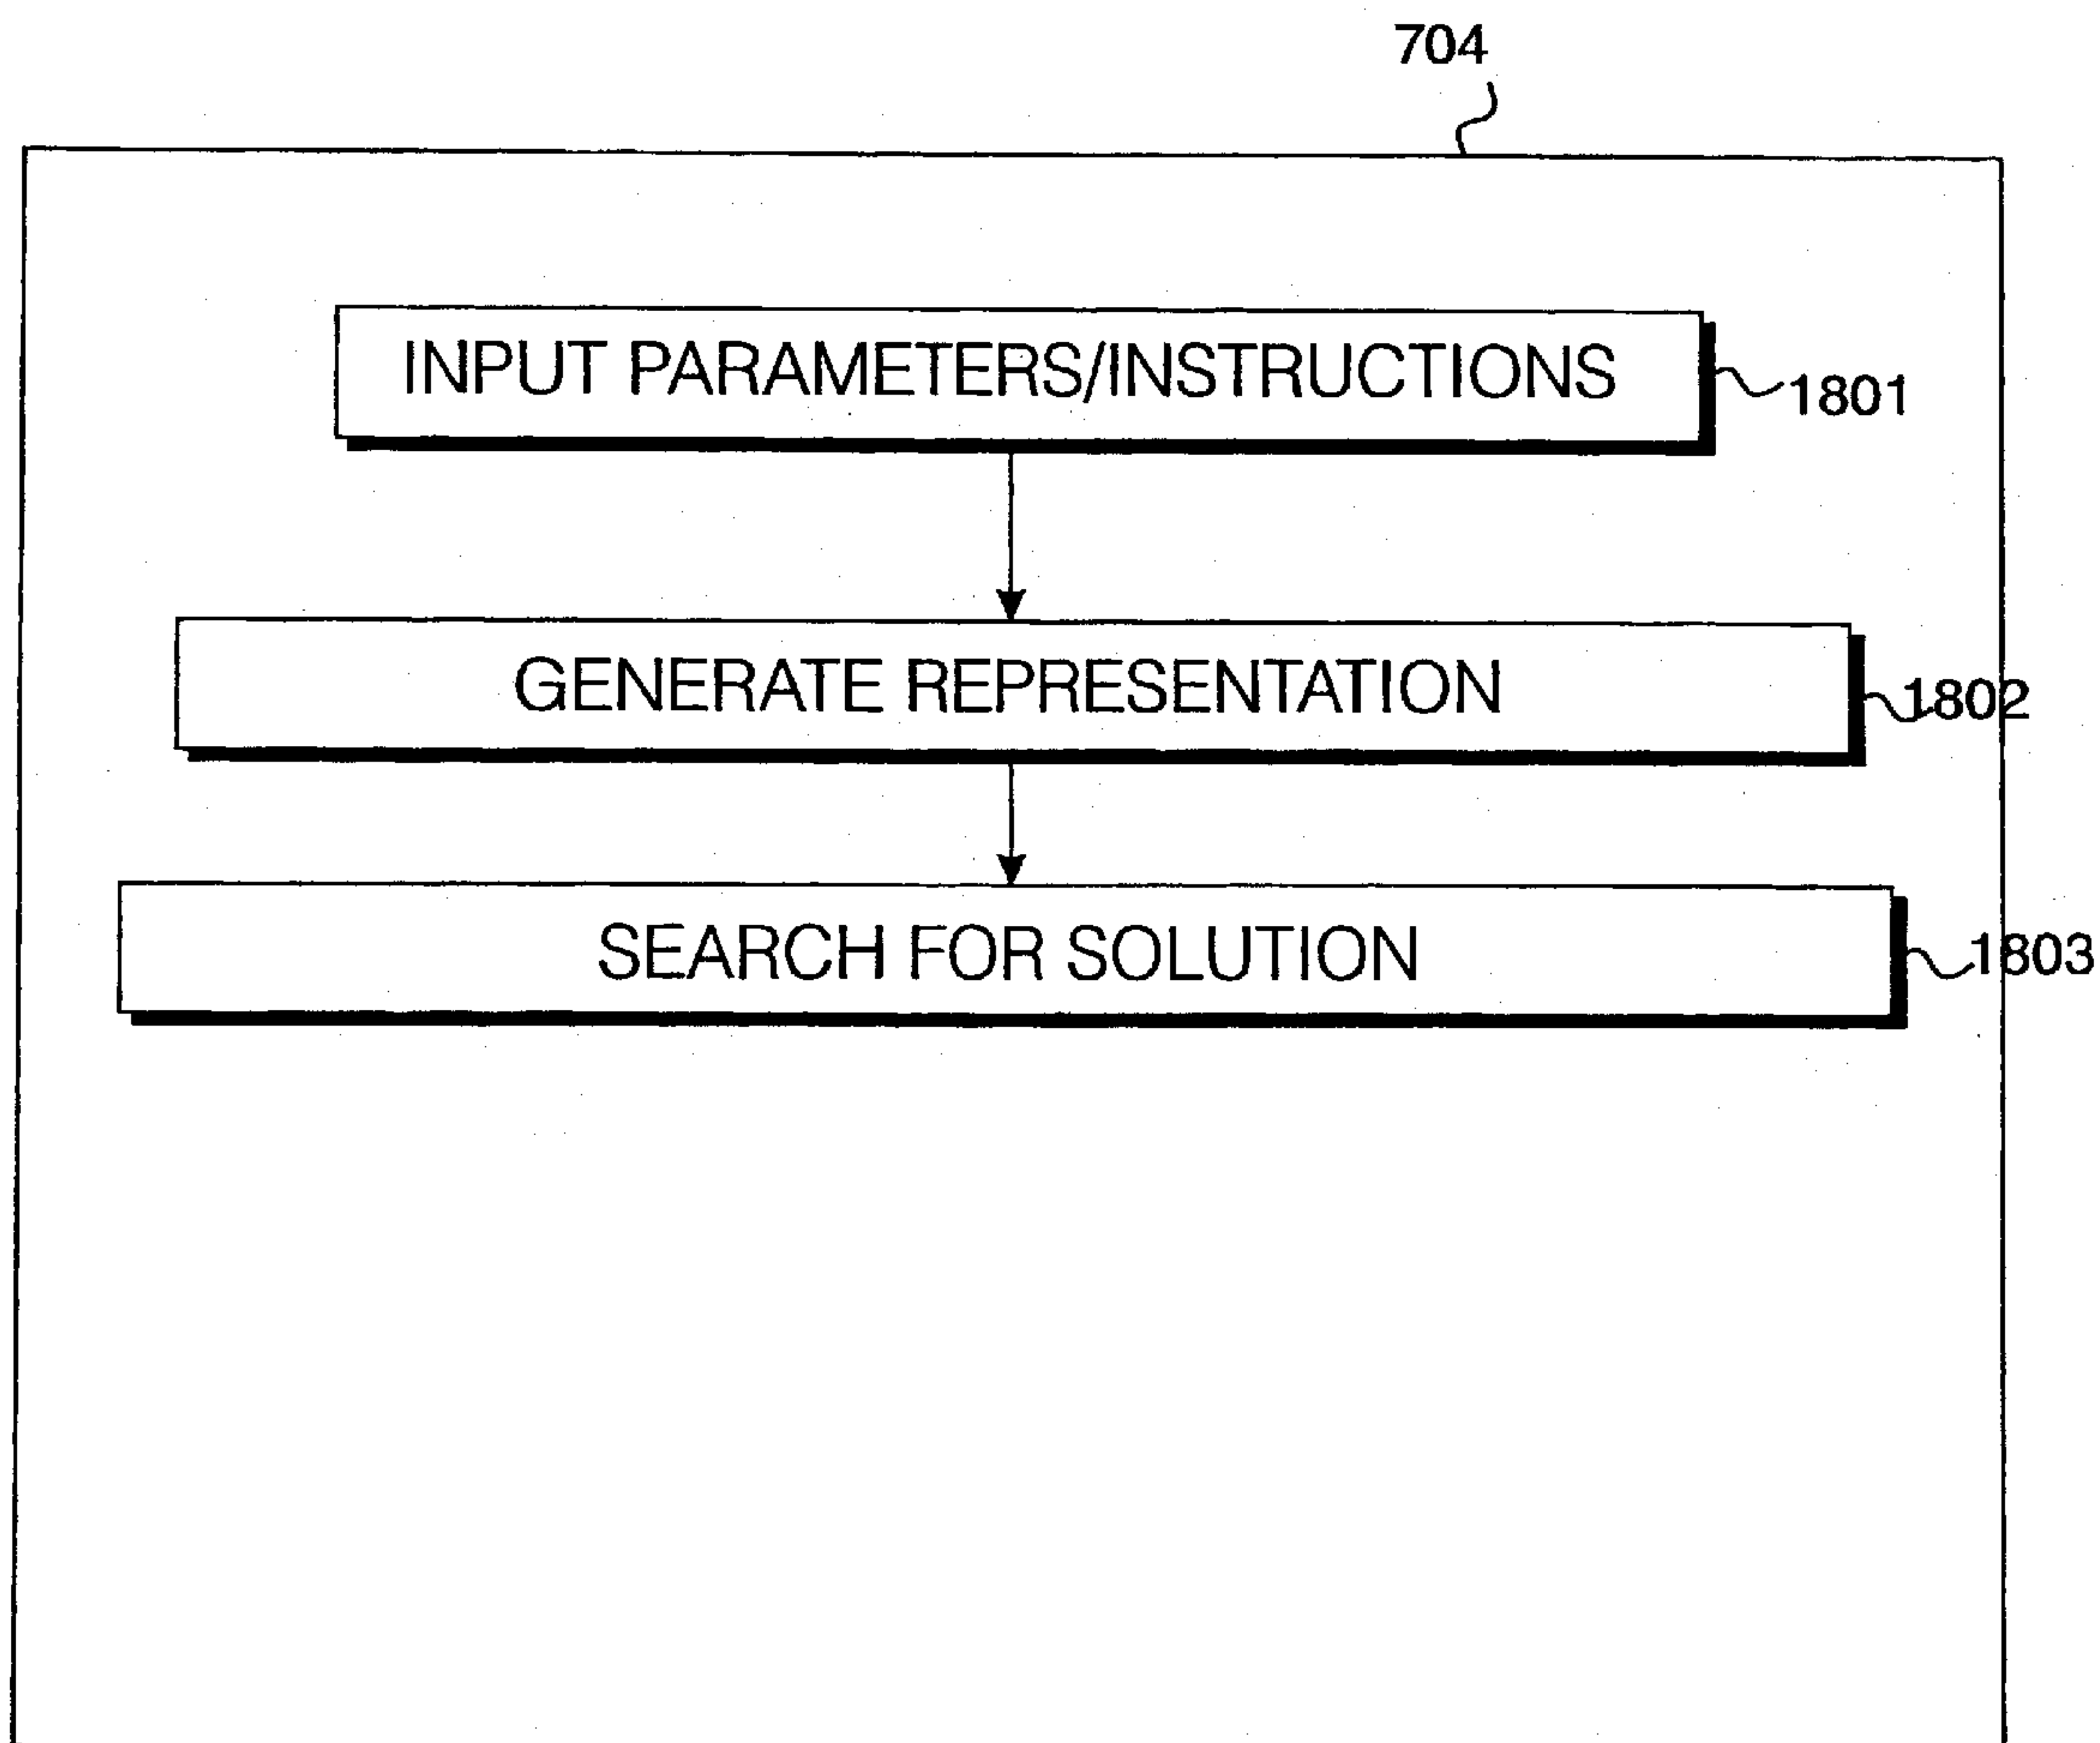 704
INPUT PARAMETERS/INSTRUCTIONS
1801
GENERATE REPRESENTATION
1802
SEARCH FOR SOLUTION
1803